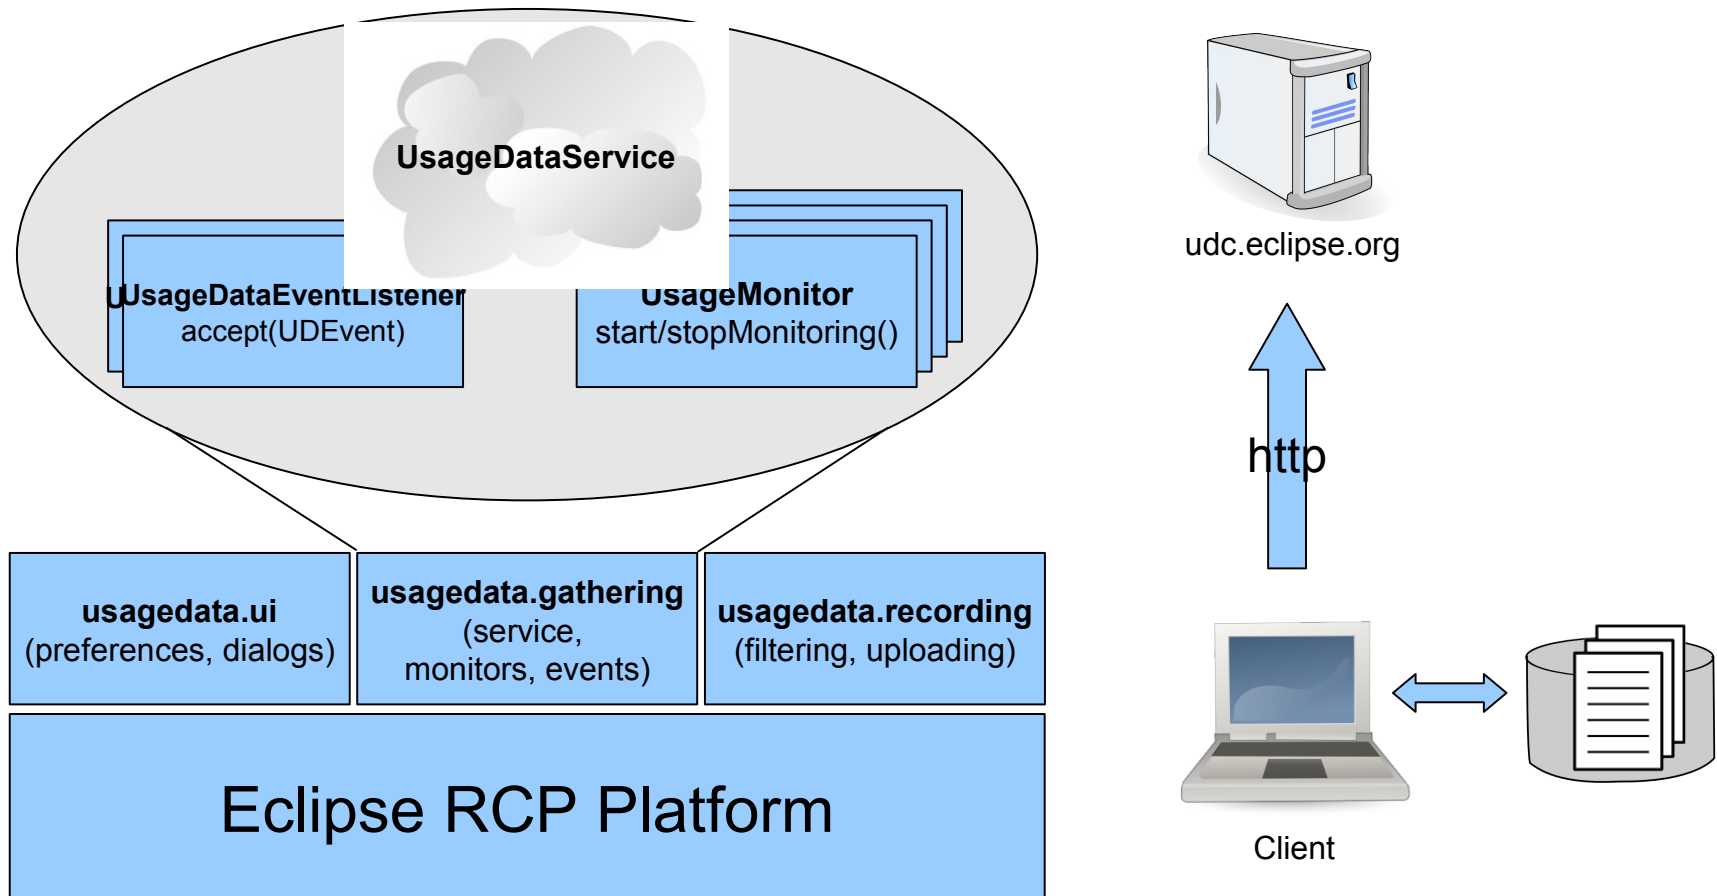 UsageDataService
UUsageDataEventListener
accept(UDEvent)
UsageMonitor
start/stopMonitoring()
usagedata.ui
(preferences, dialogs)
usagedata.gathering
(service,
monitors, events)
usagedata.recording
(filtering, uploading)
Eclipse RCP Platform
udc.eclipse.org
http
Client